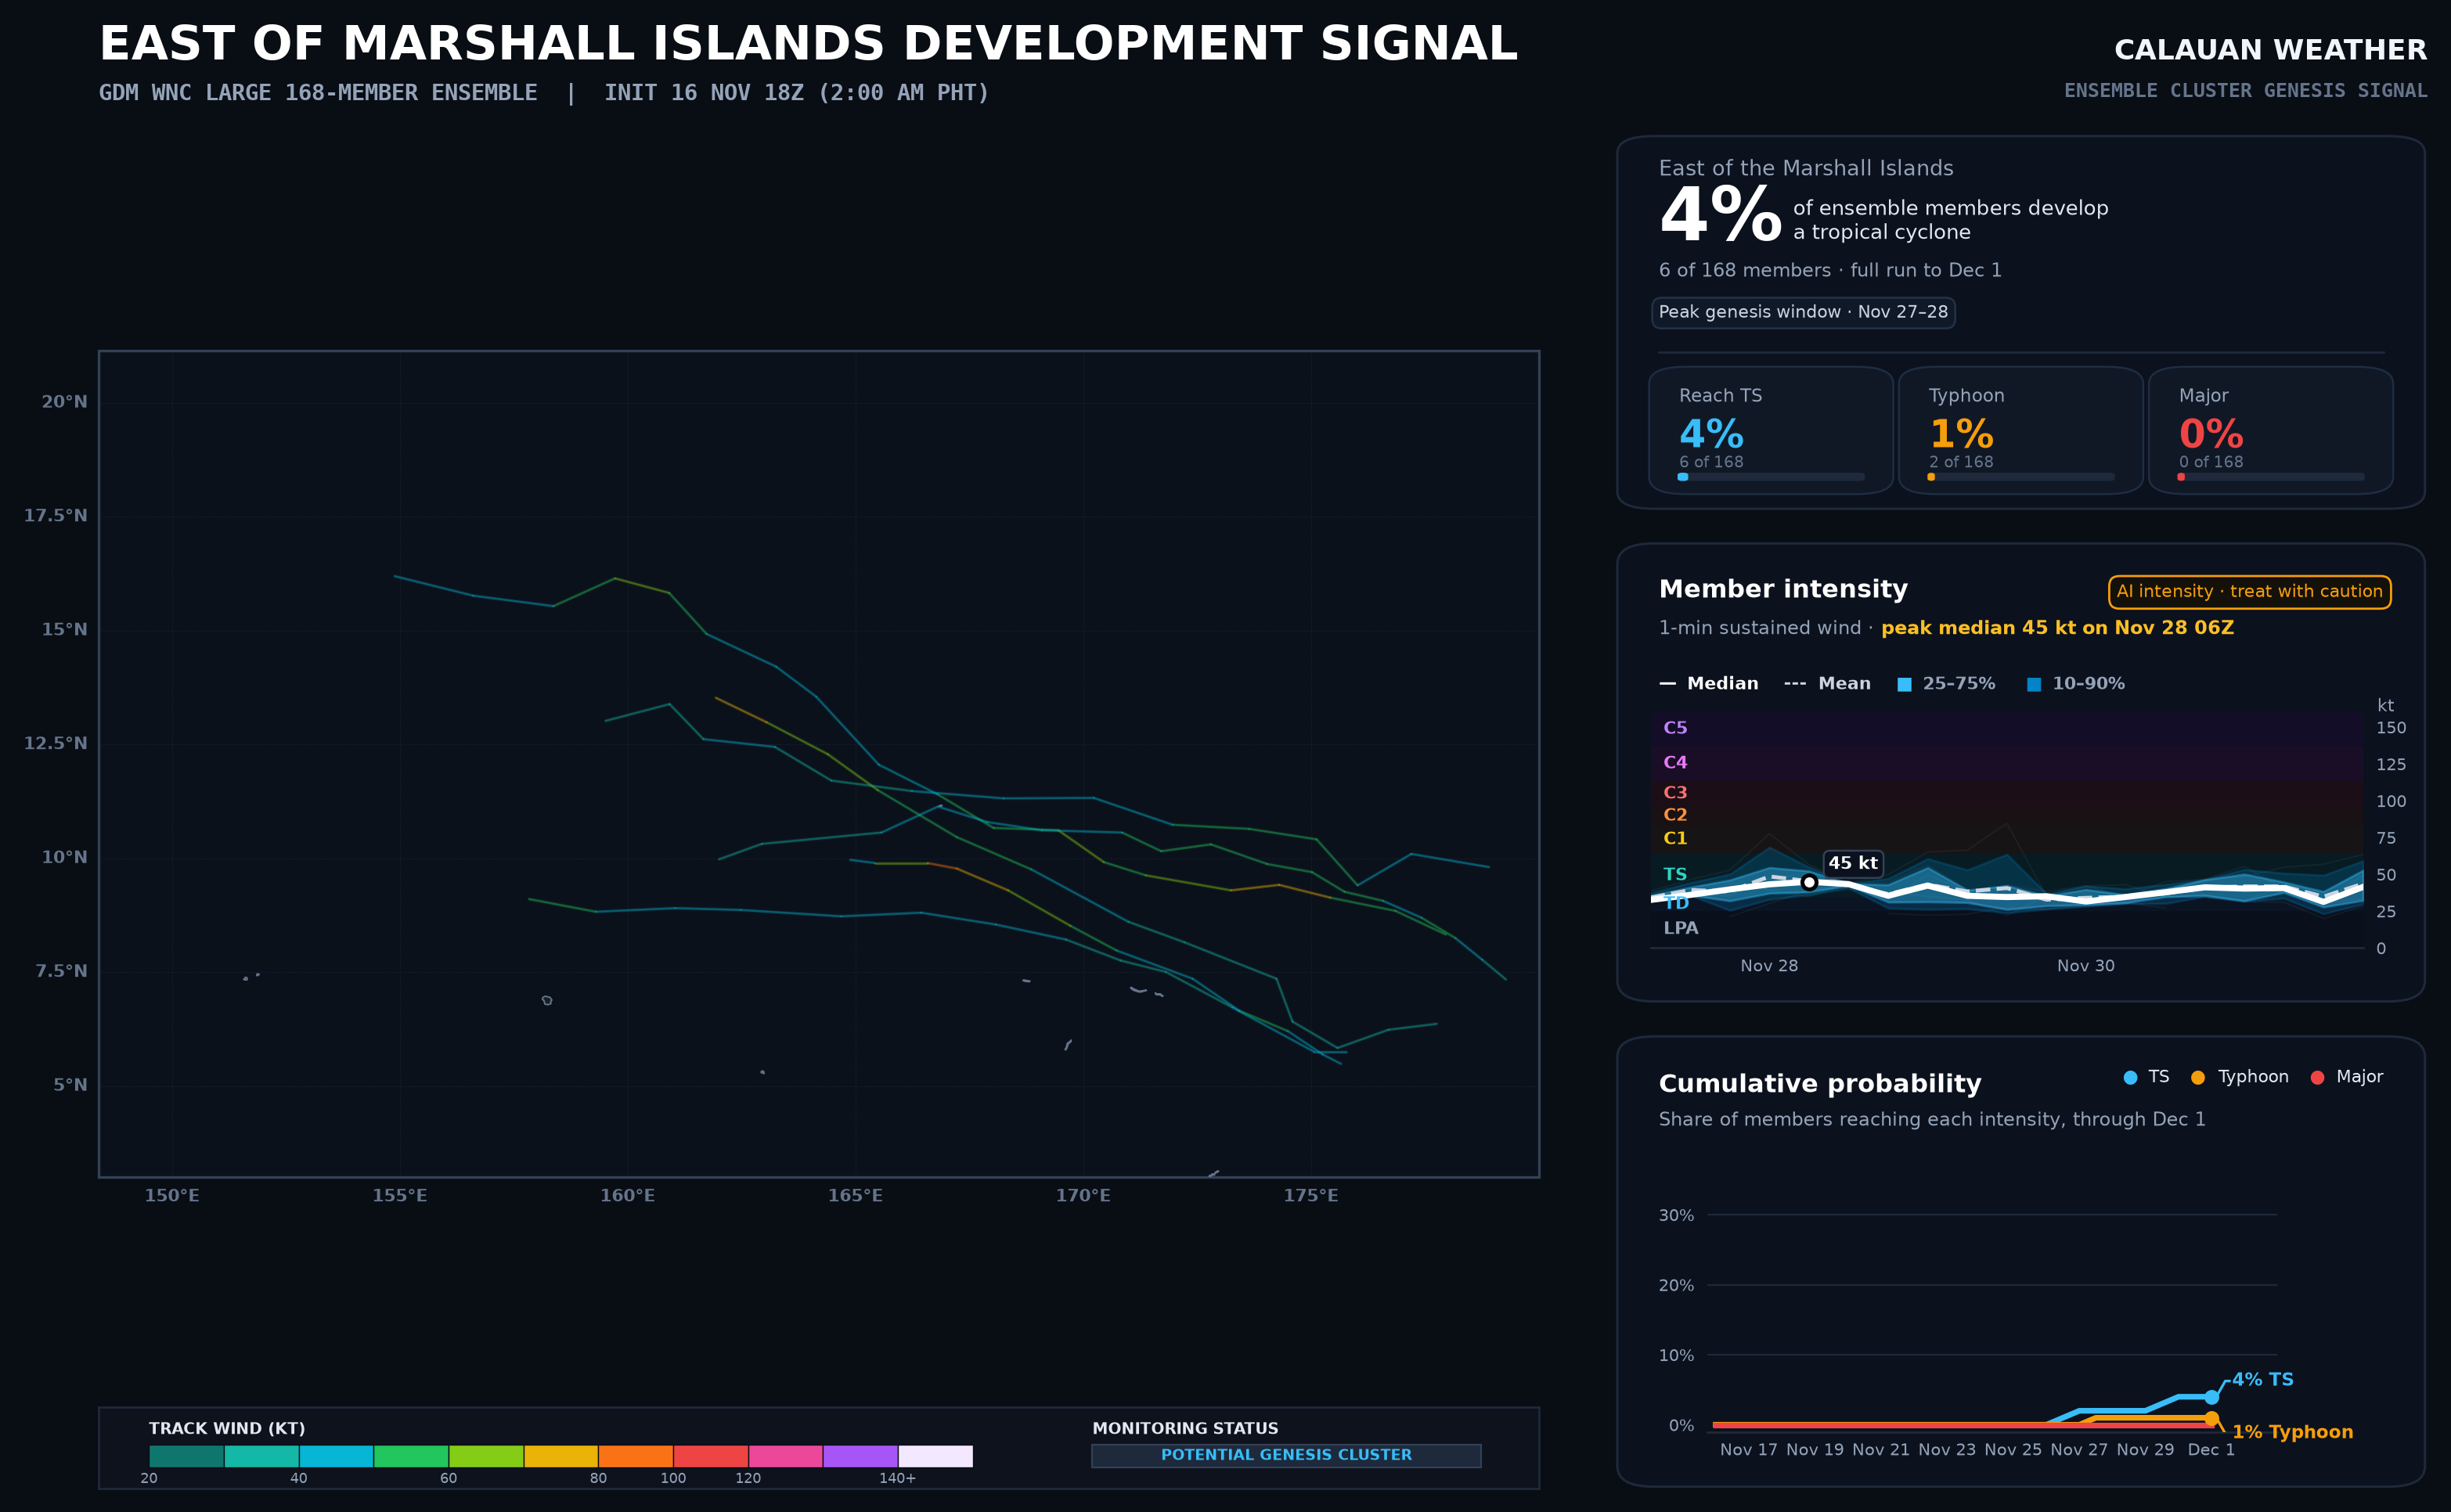 EAST OF MARSHALL ISLANDS DEVELOPMENT SIGNAL
GDM WNC LARGE 168-MEMBER ENSEMBLE | INIT 16 NOV 18Z (2:00 AM PHT)
CALAUAN WEATHER
ENSEMBLE CLUSTER GENESIS SIGNAL
20°N
17.5°N
15°N
12.5°N
10°N
7.5°N
5°N
150°E 155°E 160°E 165°E 170°E 175°E
TRACK WIND (KT)
20 40 60 80 100 120 140+
MONITORING STATUS
POTENTIAL GENESIS CLUSTER
East of the Marshall Islands
4% of ensemble members develop
a tropical cyclone
6 of 168 members · full run to Dec 1
Peak genesis window · Nov 27–28
Reach TS
4%
6 of 168
Typhoon
1%
2 of 168
Major
0%
0 of 168
Member intensity
AI intensity · treat with caution
1-min sustained wind · peak median 45 kt on Nov 28 06Z
Median Mean 25–75% 10–90%
kt
C5 150
C4 125
C3 100
C2
C1 75
45 kt
TS 50
TD 25
LPA
0
Nov 28 Nov 30
Cumulative probability
TS Typhoon Major
Share of members reaching each intensity, through Dec 1
30%
20%
10%
0%
4% TS
1% Typhoon
Nov 17 Nov 19 Nov 21 Nov 23 Nov 25 Nov 27 Nov 29 Dec 1